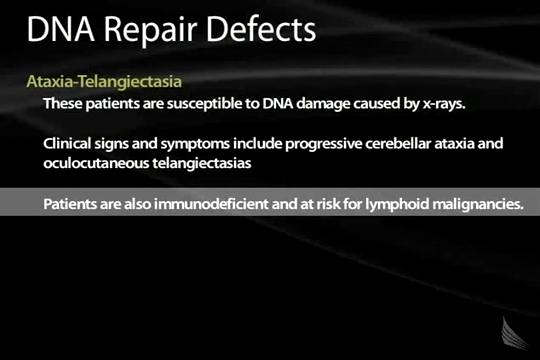 DNA Repair Defects
Ataxia-Telangiectasia
These patients are susceptible to DNA damage caused by x-rays.
Clinical signs and symptoms include progressive cerebellar ataxia and
oculocutaneous telangiectasias
Patients are also immunodeficient and at risk for lymphoid malignancies.